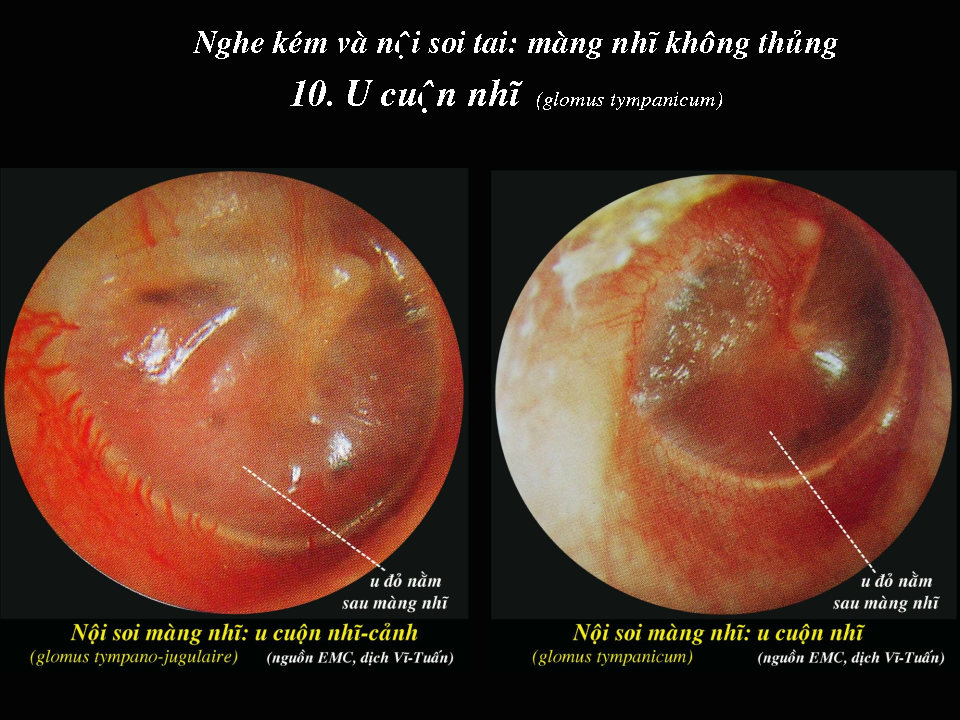 Nghe kém và nội soi tai: màng nhĩ không thủng
10. U cuộn nhĩ (glomus tympanicum)
u đỏ nằm
sau màng nhĩ
Nội soi màng nhĩ: u cuộn nhĩ-cảnh
(glomus tympano-jugulaire) (nguồn EMC, dịch Vĩ-Tuấn)
u đỏ nằm
sau màng nhĩ
Nội soi màng nhĩ: u cuộn nhĩ
(glomus tympanicum) (nguồn EMC, dịch Vĩ-Tuấn)